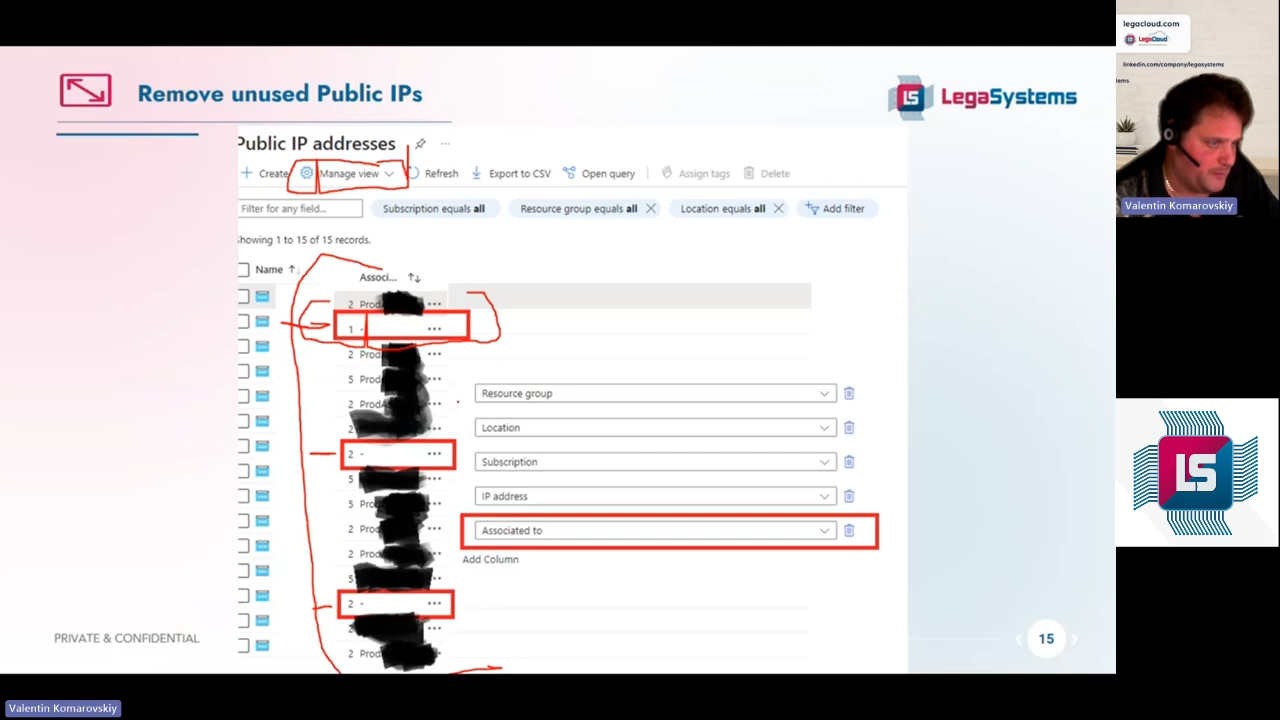 legacloud.com
LegaCloud
linkedin.com/company/legasystems
tems
Remove unused Public IPs
LS LegaSystems
Public IP addresses
Create Manage view Refresh Export to CSV Open query Assign tags Delete
Filter for any field... Subscription equals all Resource group equals all Location equals all Add filter
Valentin Komarovskiy
howing 1 to 15 of 15 records.
Name Associ...
2 Prod
1 -
2 Prod
5 Prod
2 Prod
2
2 -
5
5 Prod
2 Prod
2 Prod
5
2 -
2 Prod
Resource group
Location
Subscription
IP address
Associated to
Add Column
LS
PRIVATE & CONFIDENTIAL
15
Valentin Komarovskiy